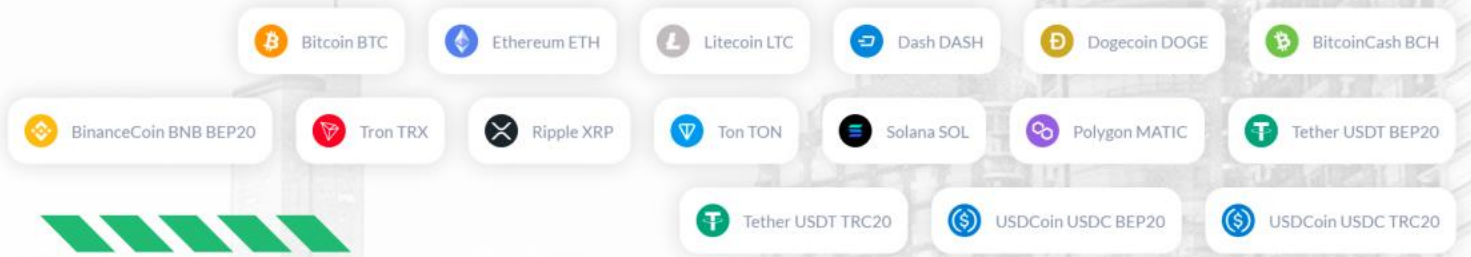 Bitcoin BTC
Ethereum ETH
Litecoin LTC
Dash DASH
Dogecoin DOGE
BitcoinCash BCH
BinanceCoin BNB BEP20
Tron TRX
Ripple XRP
Ton TON
Solana SOL
Polygon MATIC
Tether USDT BEP20
Tether USDT TRC20
USDCoin USDC BEP20
USDCoin USDC TRC20